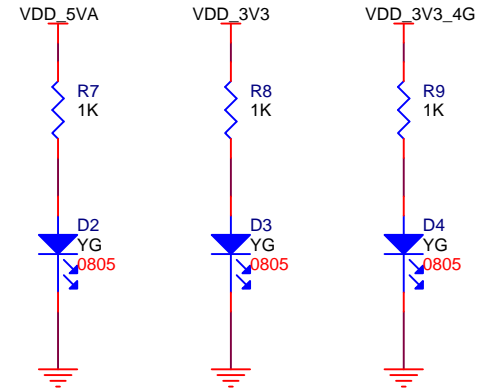 VDD_5VA
VDD_3V3
VDD_3V3_4G
R7
1K
R8
1K
R9
1K
D2
YG
0805
D3
YG
0805
D4
YG
0805